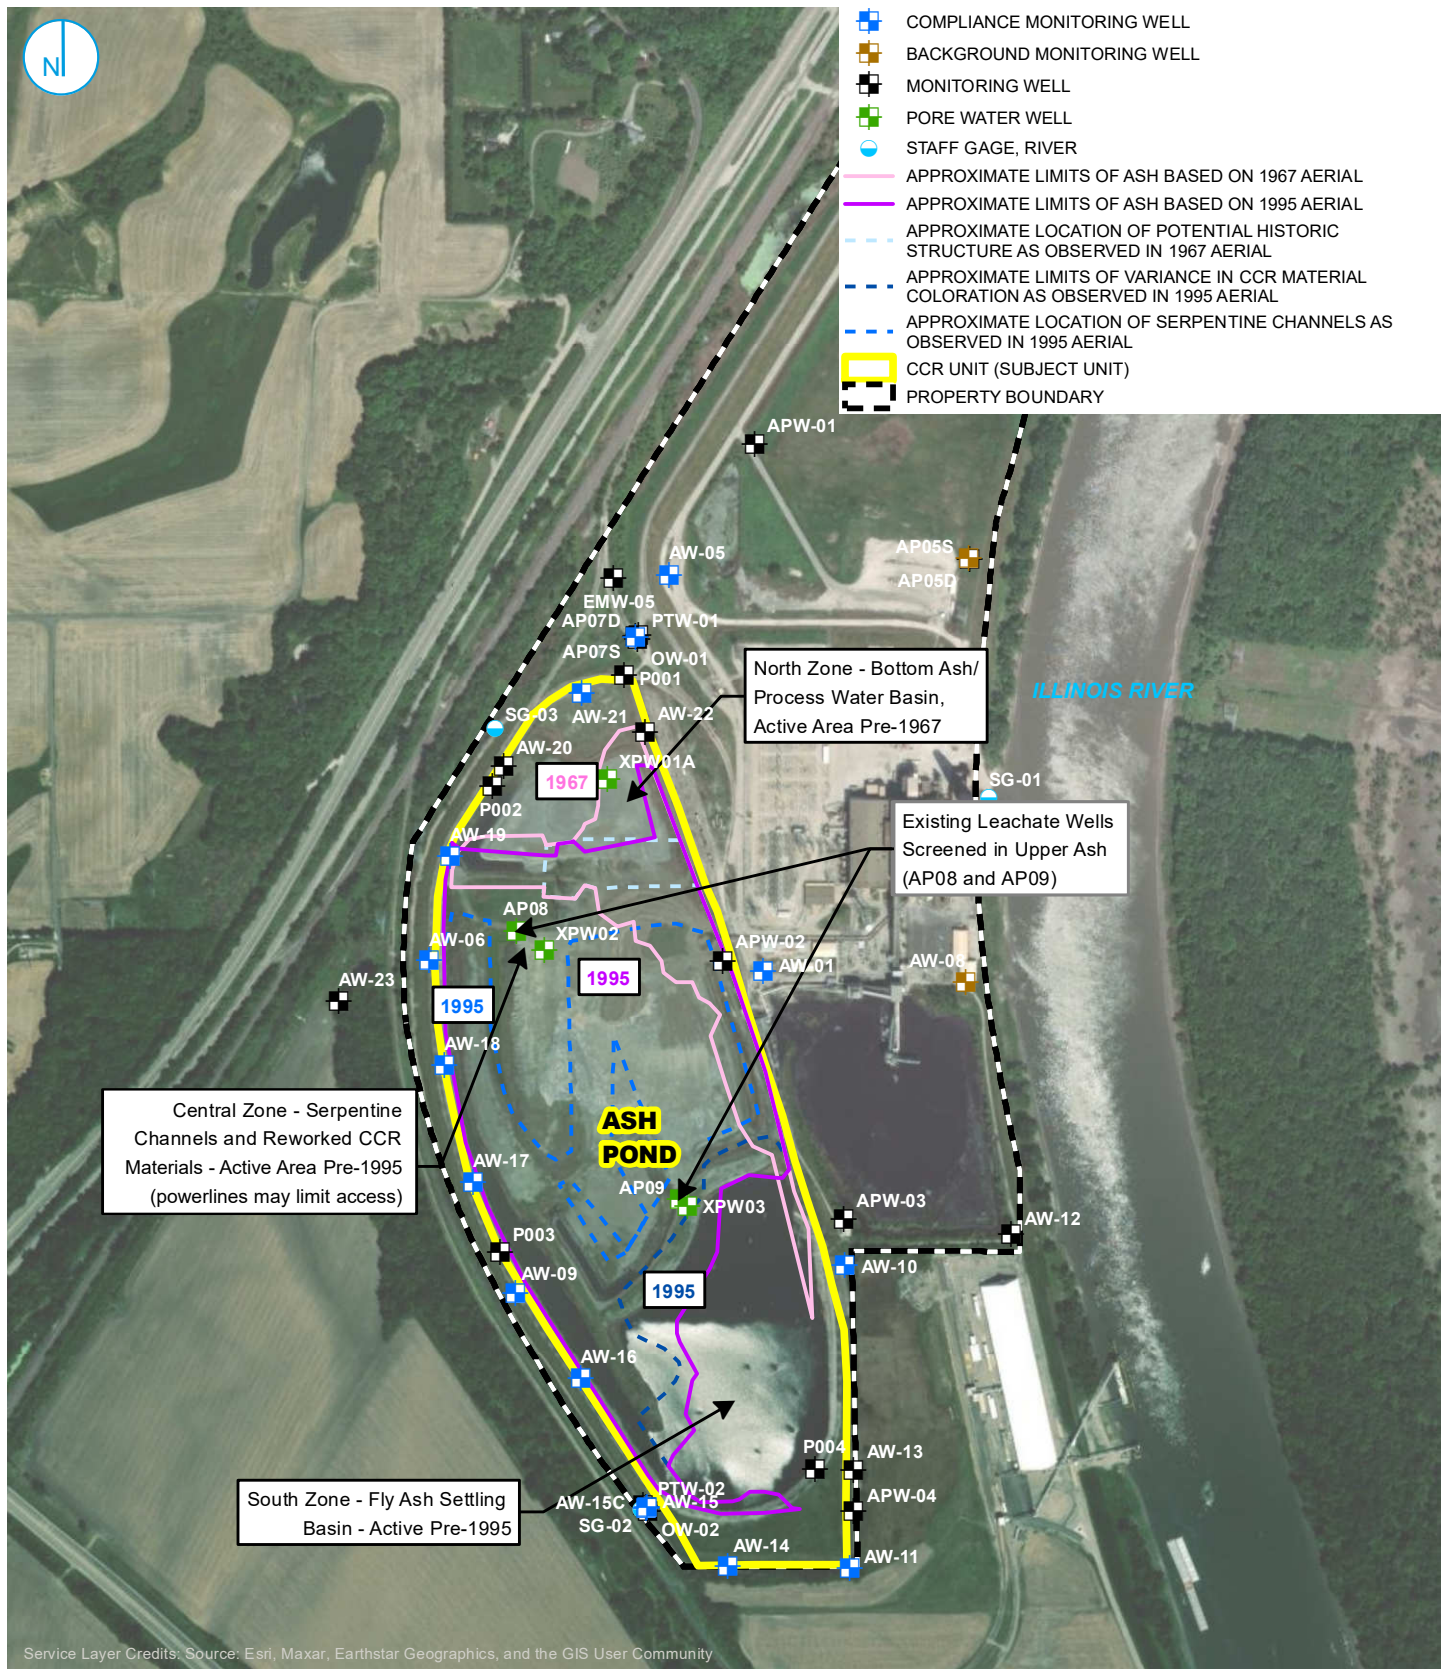 N
COMPLIANCE MONITORING WELL
BACKGROUND MONITORING WELL
MONITORING WELL
PORE WATER WELL
STAFF GAGE, RIVER
APPROXIMATE LIMITS OF ASH BASED ON 1967 AERIAL
APPROXIMATE LIMITS OF ASH BASED ON 1995 AERIAL
APPROXIMATE LOCATION OF POTENTIAL HISTORIC
STRUCTURE AS OBSERVED IN 1967 AERIAL
APPROXIMATE LIMITS OF VARIANCE IN CCR MATERIAL
COLORATION AS OBSERVED IN 1995 AERIAL
APPROXIMATE LOCATION OF SERPENTINE CHANNELS AS
OBSERVED IN 1995 AERIAL
CCR UNIT (SUBJECT UNIT)
PROPERTY BOUNDARY
APW-01
AP05S
AP05D
AW-05
EMW-05
AP07D
PTW-01
AP07S
OW-01
P001
North Zone - Bottom Ash/
Process Water Basin,
Active Area Pre-1967
ILLINOIS RIVER
SG-03
AW-21
AW-22
AW-20
XPW01A
1967
P002
SG-01
AW-19
Existing Leachate Wells
Screened in Upper Ash
(AP08 and AP09)
AP08
XPW02
AW-06
APW-02
AW-01
AW-08
AW-23
1995
1995
AW-18
Central Zone - Serpentine
Channels and Reworked CCR
Materials - Active Area Pre-1995
(powerlines may limit access)
ASH
POND
AW-17
AP09
XPW03
APW-03
AW-12
P003
AW-09
AW-10
1995
AW-16
P004
AW-13
South Zone - Fly Ash Settling
Basin - Active Pre-1995
PTW-02
AW-15C
AW-15
SG-02
OW-02
APW-04
AW-14
AW-11
Service Layer Credits: Source: Esri, Maxar, Earthstar Geographics, and the GIS User Community